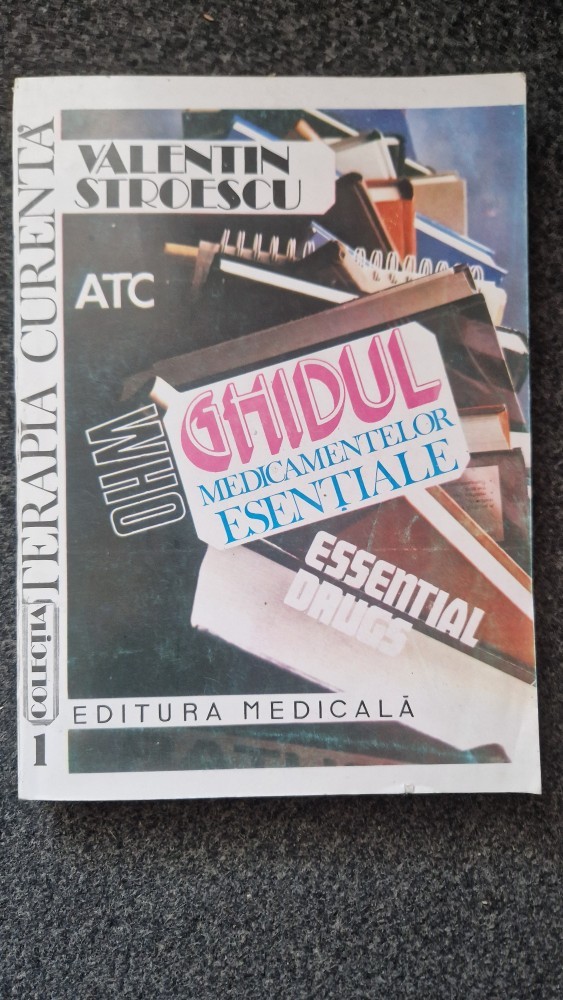 VALENTIN
STROESCU
ATC
WHO
GHIDUL
MEDICAMENTELOR
ESENȚIALE
ESSENTIAL
DRUGS
EDITURA MEDICALĂ
COLECȚIA TERAPIA CURENTĂ
1